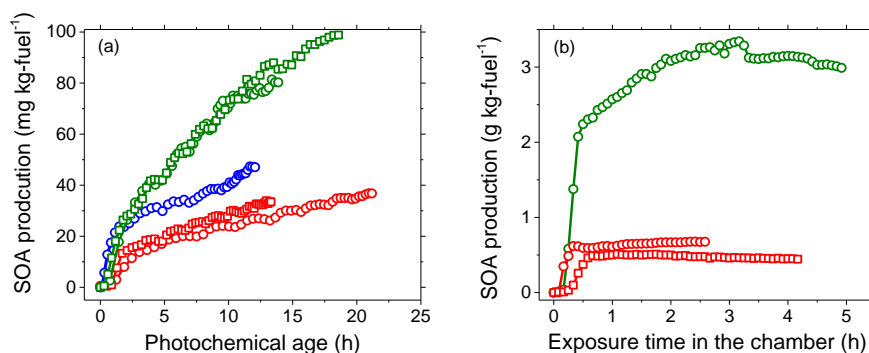 (a)
SOA prodcution (mg kg-fuel⁻¹)
100
80
60
40
20
0
0 5 10 15 20 25
Photochemical age (h)
(b)
SOA production (g kg-fuel⁻¹)
3
2
1
0
0 1 2 3 4 5
Exposure time in the chamber (h)